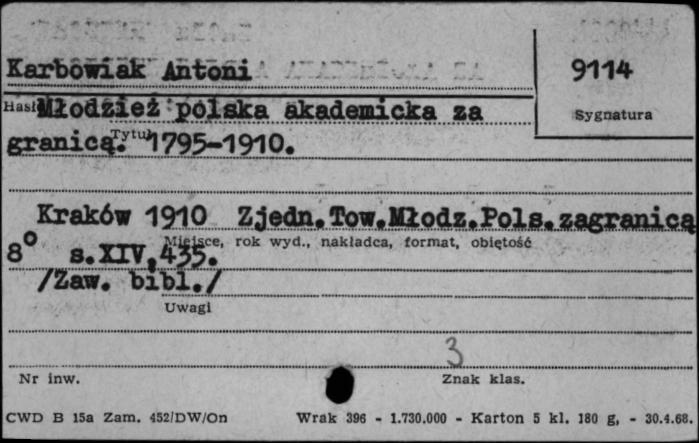 Karbowiak Antoni
9114
Hasło
Młodzież polska akademicka za
Sygnatura
Tytuł
granicą. 1795-1910.
Kraków 1910 Zjedn.Tow.Młodz.Pols.zagranicą
Miejsce, rok wyd., nakładca, format, objętość
8° s.XIV,435.
/Zaw. bibl./
Uwagi
3
Nr inw.
Znak klas.
CWD B 15a Zam. 452/DW/On Wrak 396 - 1.730.000 - Karton 5 kl. 180 g, - 30.4.68.